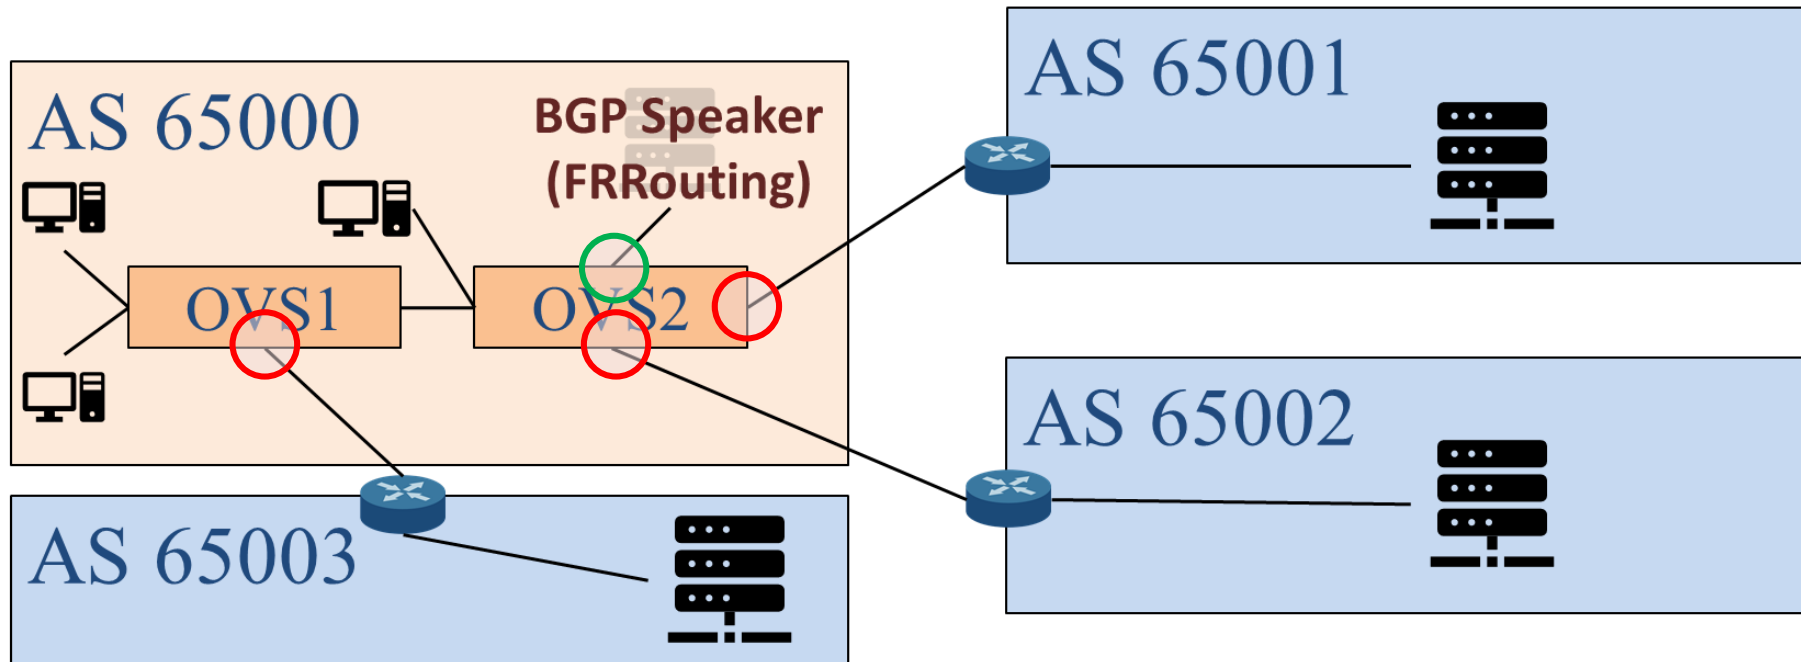 AS 65000
BGP Speaker
(FRRouting)
OVS1
OVS2
AS 65001
AS 65002
AS 65003